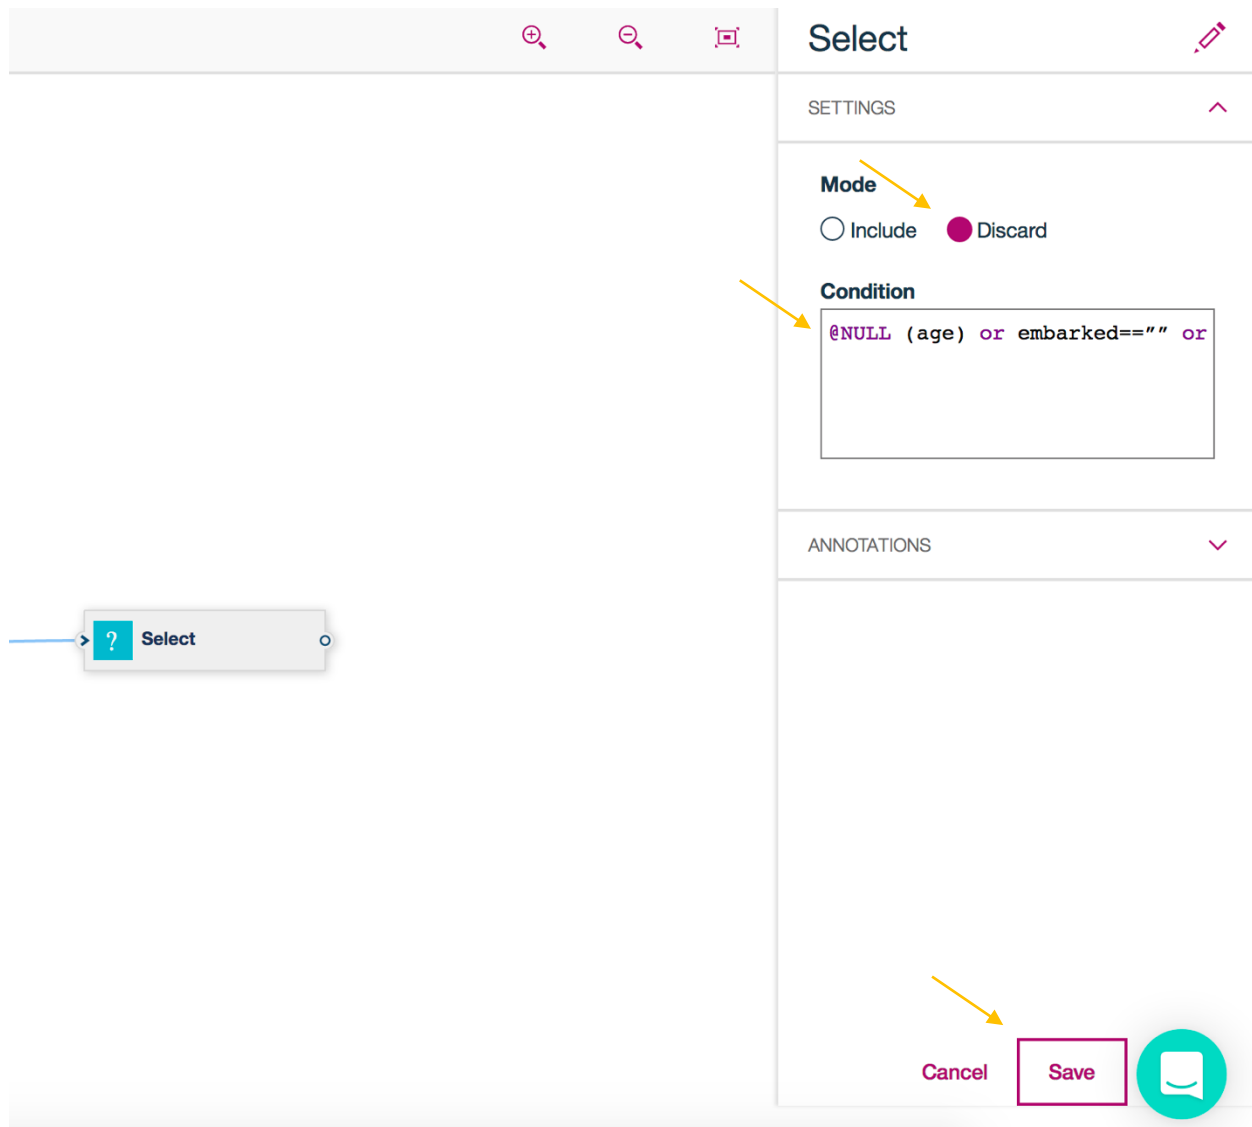 Select
SETTINGS
Mode
Include Discard
Condition
@NULL (age) or embarked==”” or
ANNOTATIONS
? Select
Cancel Save